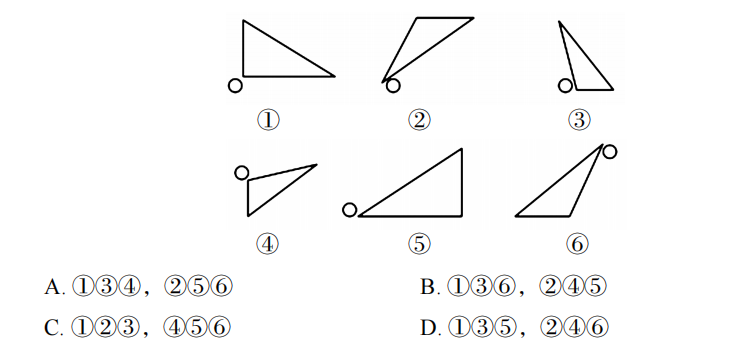 ① ② ③
④ ⑤ ⑥
A. ①③④，②⑤⑥ B. ①③⑥，②④⑤
C. ①②③，④⑤⑥ D. ①③⑤，②④⑥